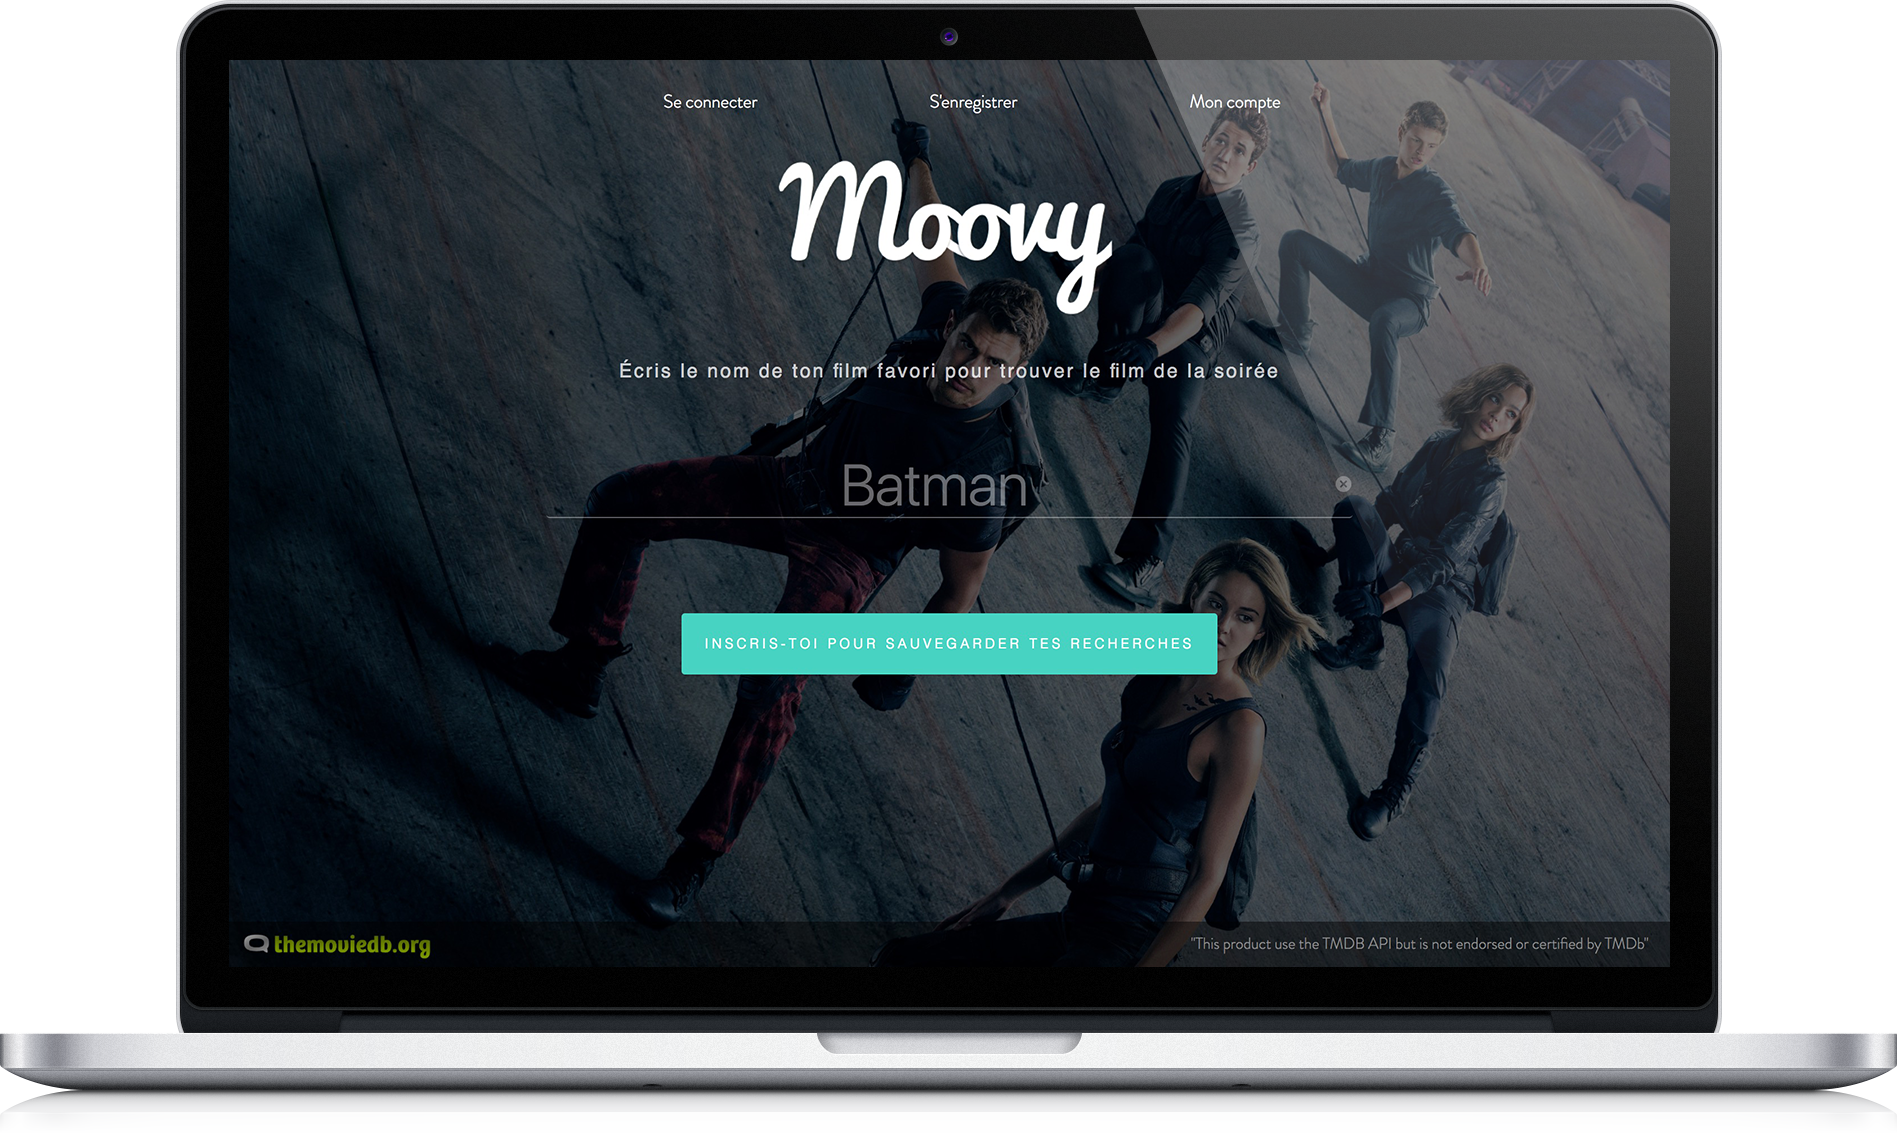 Se connecter
S'enregistrer
Mon compte
Moovy
Écris le nom de ton film favori pour trouver le film de la soirée
Batman
INSCRIS-TOI POUR SAUVEGARDER TES RECHERCHES
themoviedb.org
"This product use the TMDB API but is not endorsed or certified by TMDb"